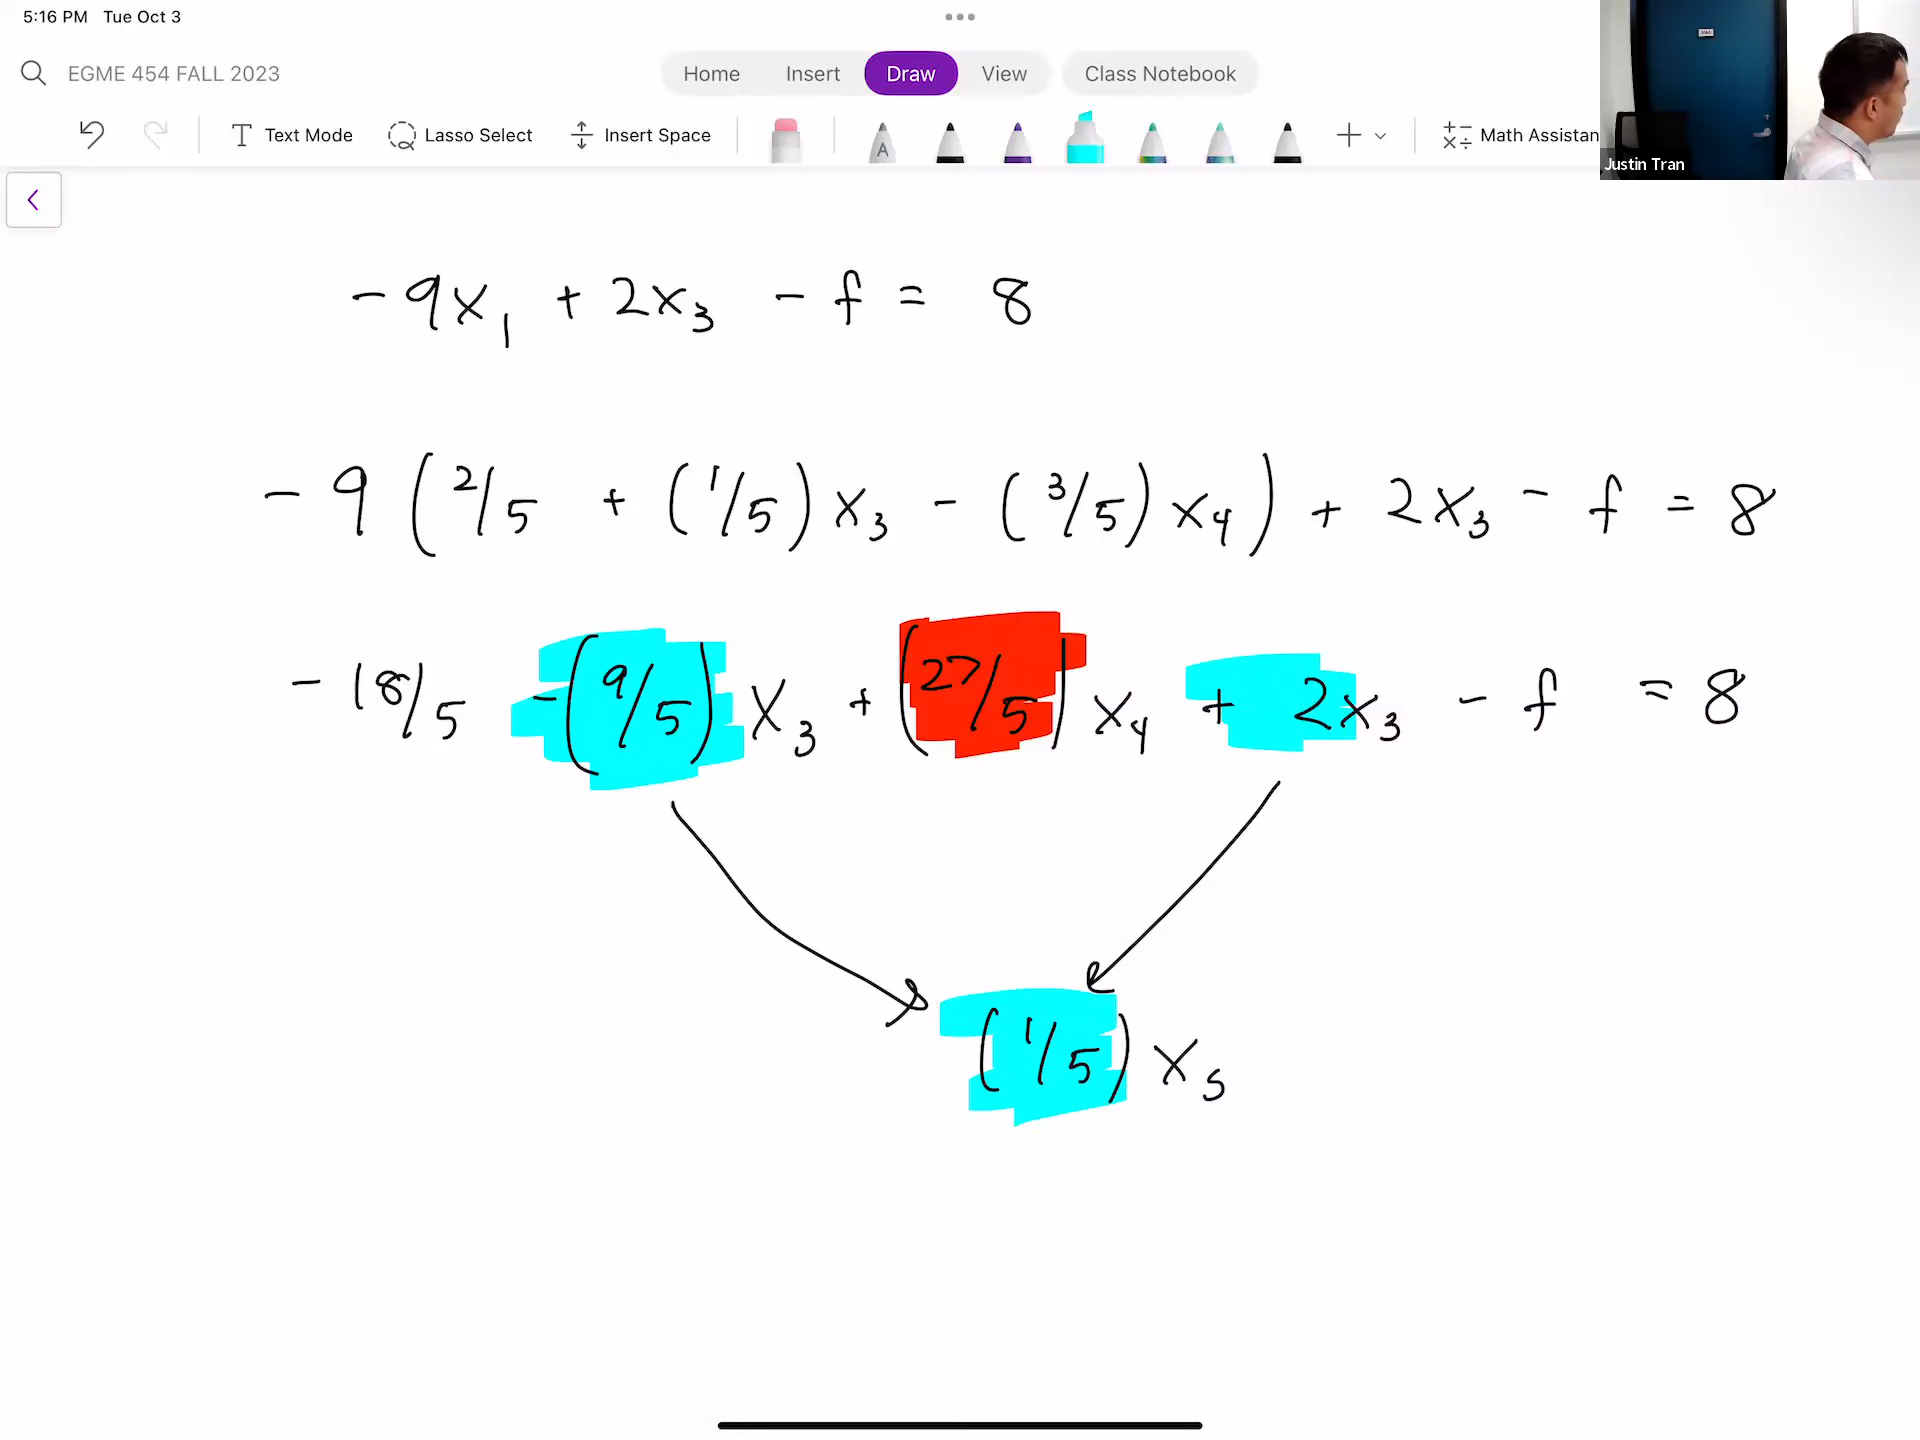 5:16 PM Tue Oct 3
EGME 454 FALL 2023
Home Insert Draw View Class Notebook
Text Mode Lasso Select Insert Space A Math Assistan
Justin Tran
-9x₁ + 2x₃ - f = 8
-9 (2/5 + (1/5) x₃ - (3/5) x₄) + 2x₃ - f = 8
-18/5 - (9/5) x₃ + (27/5) x₄ + 2x₃ - f = 8
(1/5) x₅